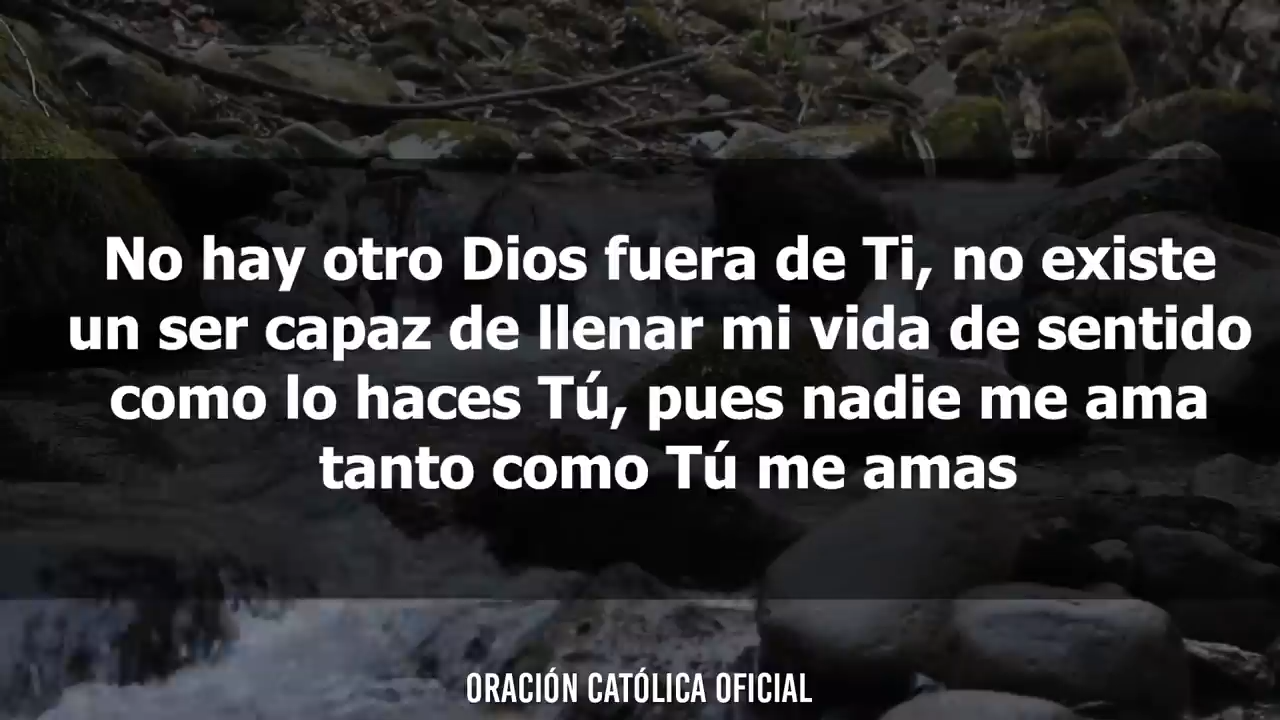 No hay otro Dios fuera de Ti, no existe
un ser capaz de llenar mi vida de sentido
como lo haces Tú, pues nadie me ama
tanto como Tú me amas
ORACIÓN CATÓLICA OFICIAL